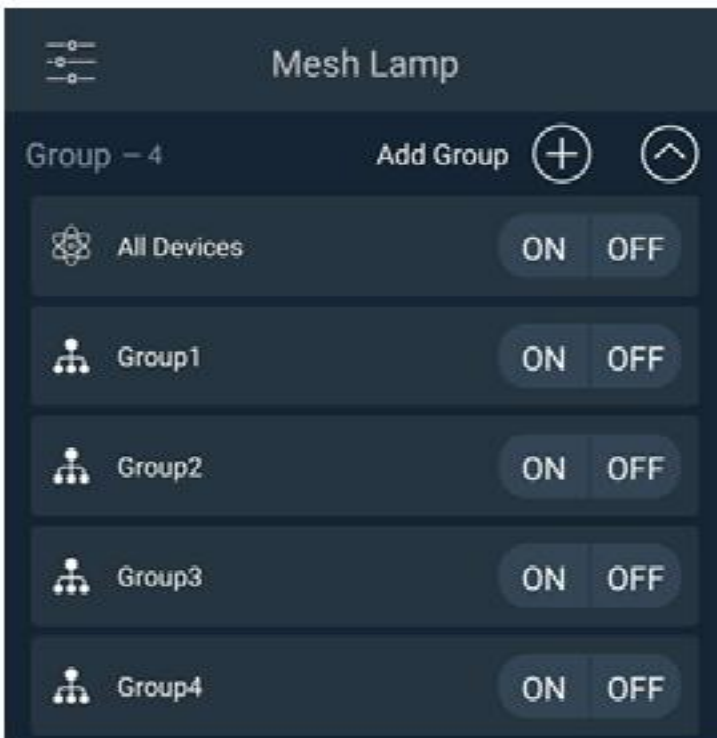 Mesh Lamp
Group – 4 Add Group
All Devices ON OFF
Group1 ON OFF
Group2 ON OFF
Group3 ON OFF
Group4 ON OFF